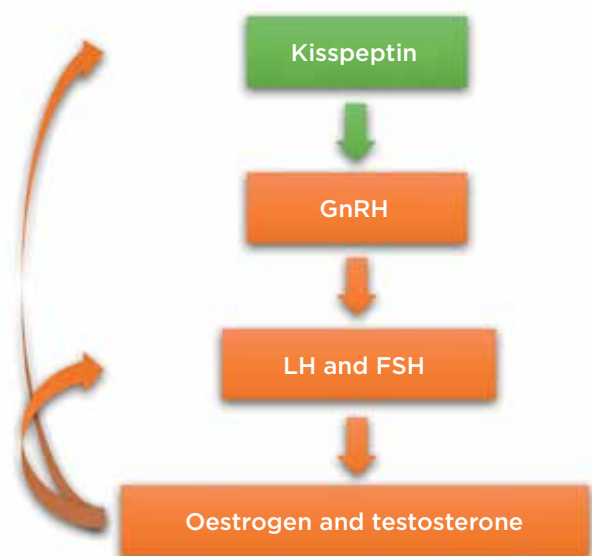 Kisspeptin
GnRH
LH and FSH
Oestrogen and testosterone